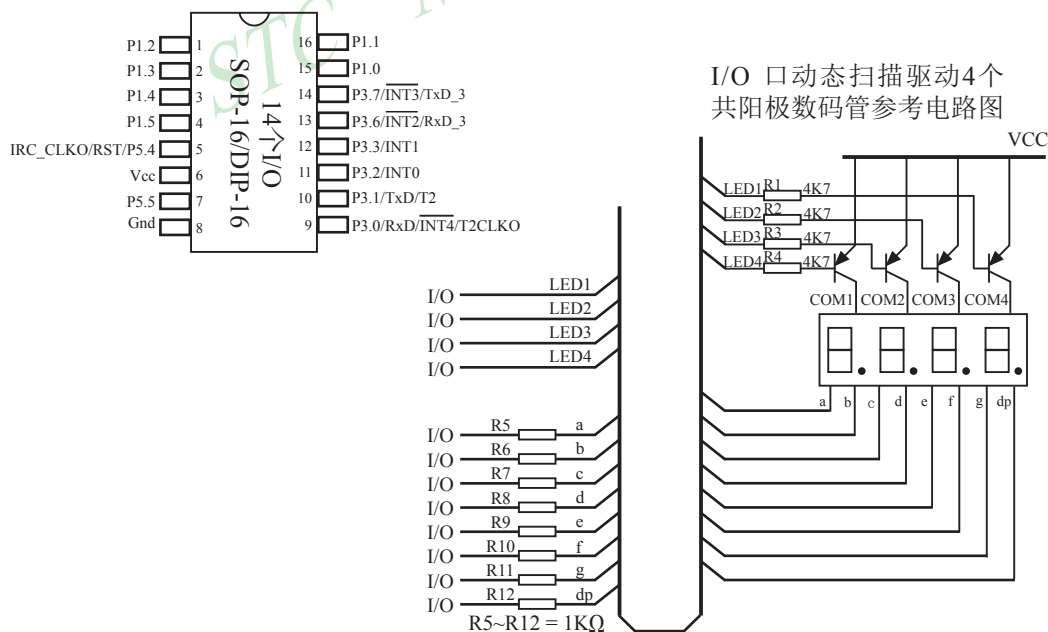 STC
P1.2 1
P1.3 2
P1.4 3
P1.5 4
IRC_CLKO/RST/P5.4 5
Vcc 6
P5.5 7
Gnd 8
14个I/O
SOP-16/DIP-16
16 P1.1
15 P1.0
14 P3.7/INT3/TxD_3
13 P3.6/INT2/RxD_3
12 P3.3/INT1
11 P3.2/INT0
10 P3.1/TxD/T2
9 P3.0/RxD/INT4/T2CLKO
I/O 口动态扫描驱动4个
共阳极数码管参考电路图
VCC
LED1 R1 4K7
LED2 R2 4K7
LED3 R3 4K7
LED4 R4 4K7
COM1 COM2 COM3 COM4
a b c d e f g dp
I/O LED1
I/O LED2
I/O LED3
I/O LED4
I/O R5 a
I/O R6 b
I/O R7 c
I/O R8 d
I/O R9 e
I/O R10 f
I/O R11 g
I/O R12 dp
R5~R12 = 1KΩ